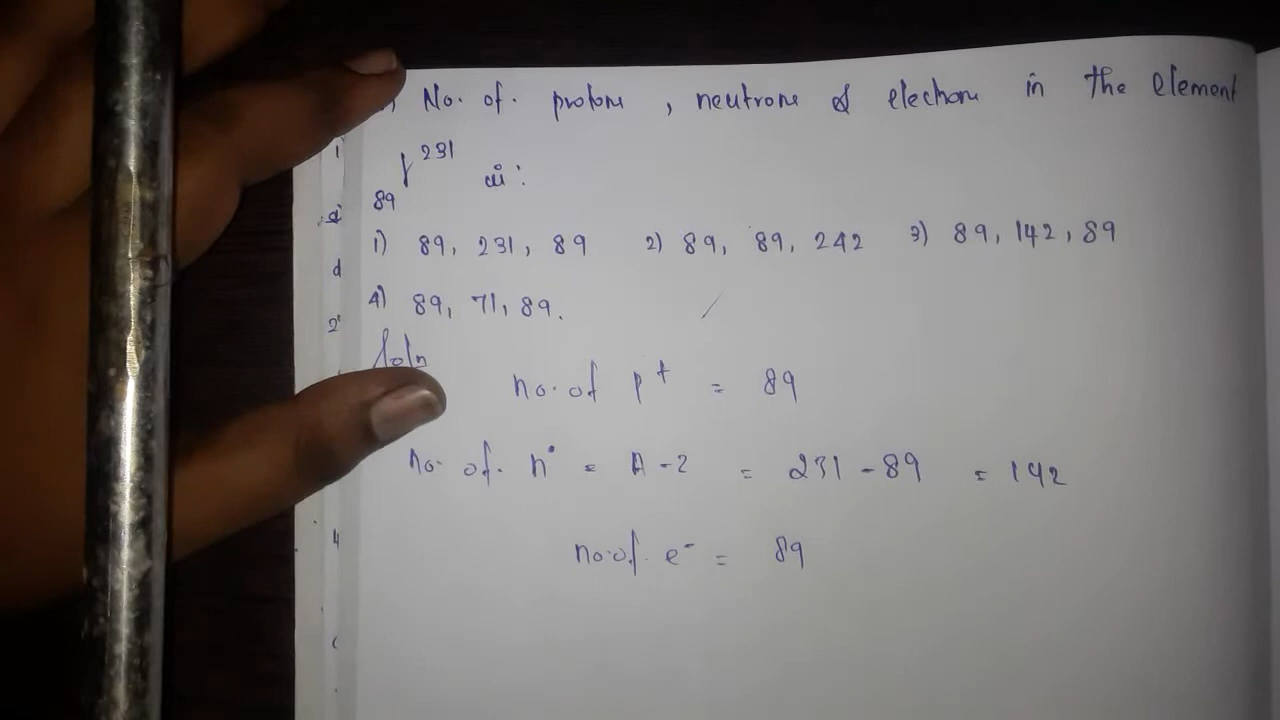 No. of. protons, neutrons & electrons in the element
89 Y 231 is:
1) 89, 231, 89 2) 89, 89, 242 3) 89, 142, 89
4) 89, 71, 89.
Soln
no. of p+ = 89
no. of. n° = A - Z = 231 - 89 = 142
no. of. e- = 89